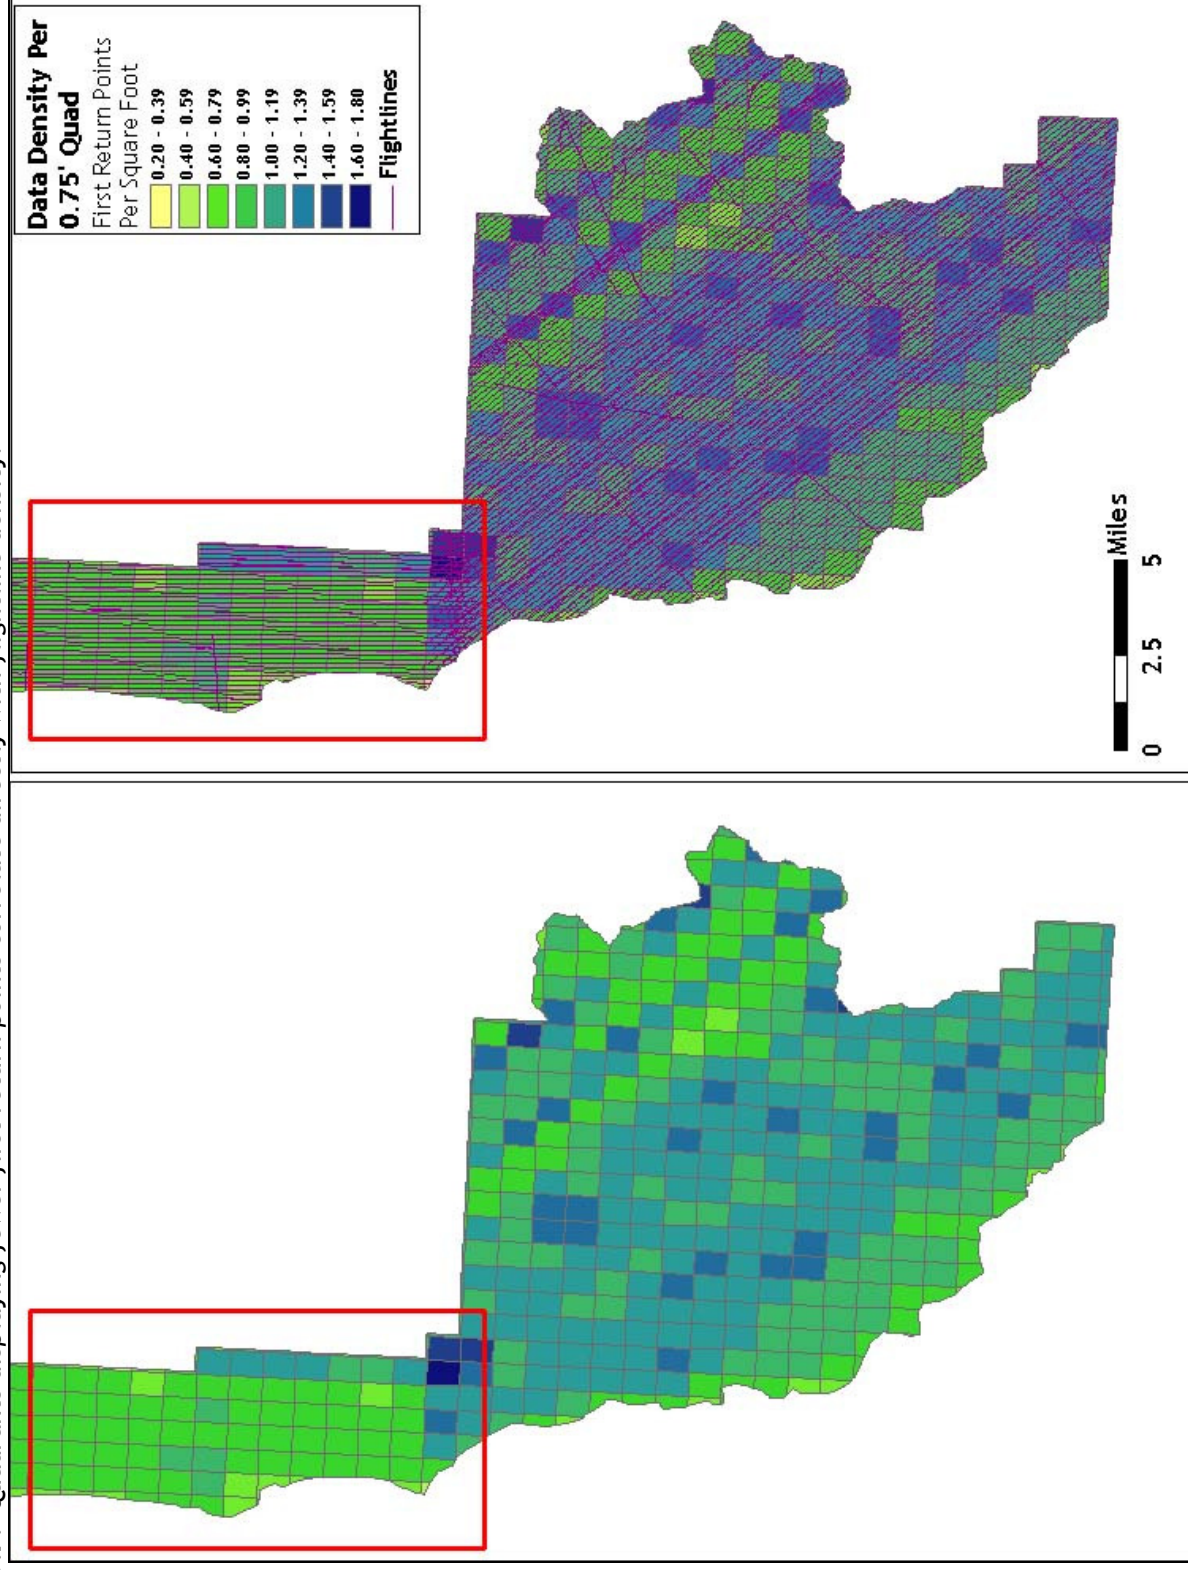 Data Density Per
0.75' Quad
First Return Points
Per Square Foot
0.20 - 0.39
0.40 - 0.59
0.60 - 0.79
0.80 - 0.99
1.00 - 1.19
1.20 - 1.39
1.40 - 1.59
1.60 - 1.80
Flightlines
Miles
0 2.5 5